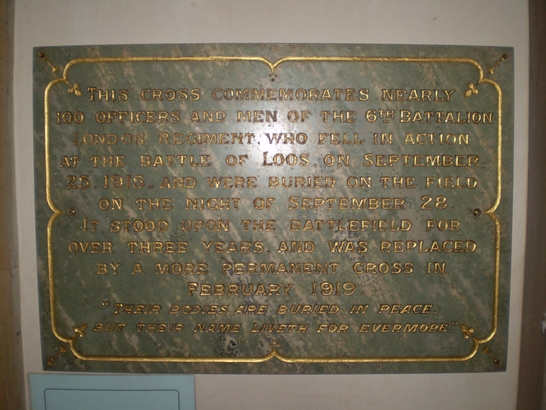 THIS CROSS COMMEMORATES NEARLY
100 OFFICERS AND MEN OF THE 6TH BATTALION
LONDON REGIMENT, WHO FELL IN ACTION
AT THE BATTLE OF LOOS, ON SEPTEMBER
25, 1915, AND WERE BURIED ON THE FIELD
ON THE NIGHT OF SEPTEMBER 28.
IT STOOD UPON THE BATTLEFIELD FOR
OVER THREE YEARS, AND WAS REPLACED
BY A MORE PERMANENT CROSS IN
FEBRUARY 1919
"THEIR BODIES ARE BURIED IN PEACE,
BUT THEIR NAME LIVETH FOR EVERMORE."